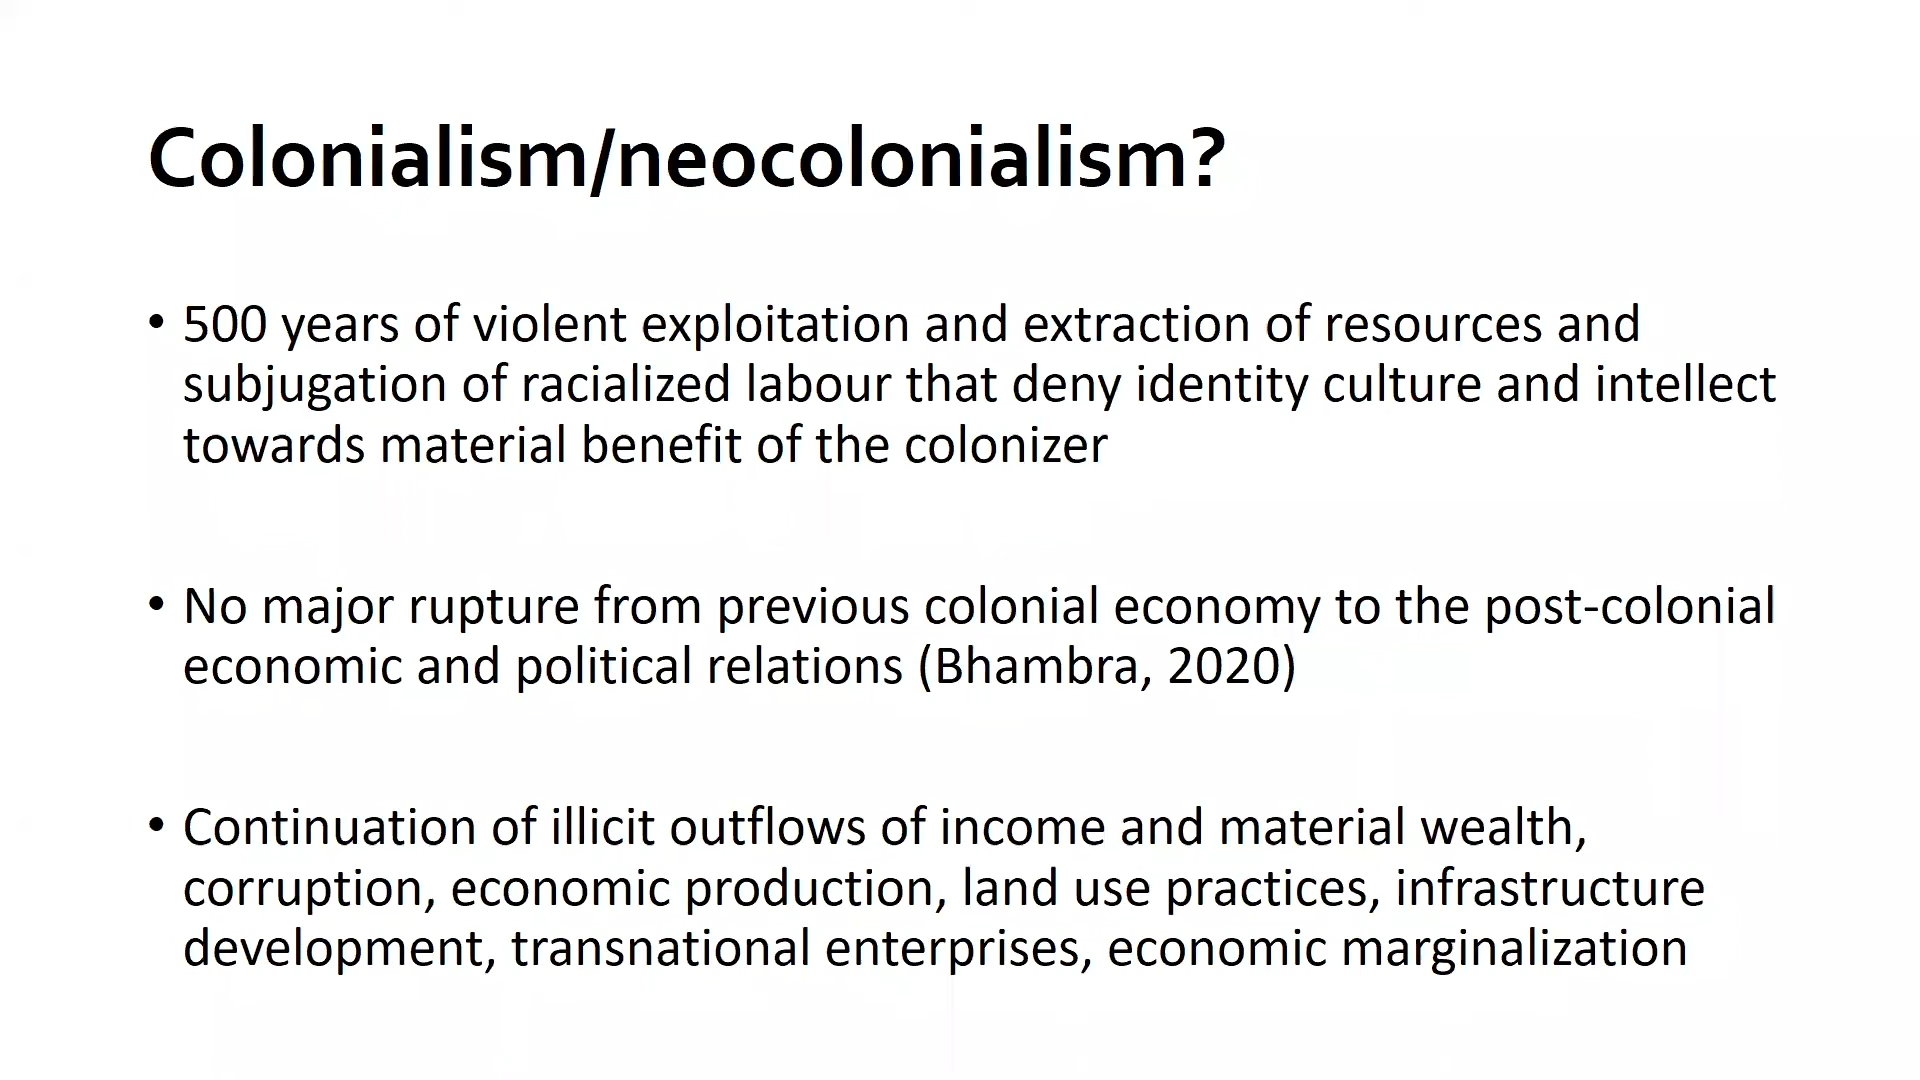 Colonialism/neocolonialism?
• 500 years of violent exploitation and extraction of resources and
subjugation of racialized labour that deny identity culture and intellect
towards material benefit of the colonizer
• No major rupture from previous colonial economy to the post-colonial
economic and political relations (Bhambra, 2020)
• Continuation of illicit outflows of income and material wealth,
corruption, economic production, land use practices, infrastructure
development, transnational enterprises, economic marginalization